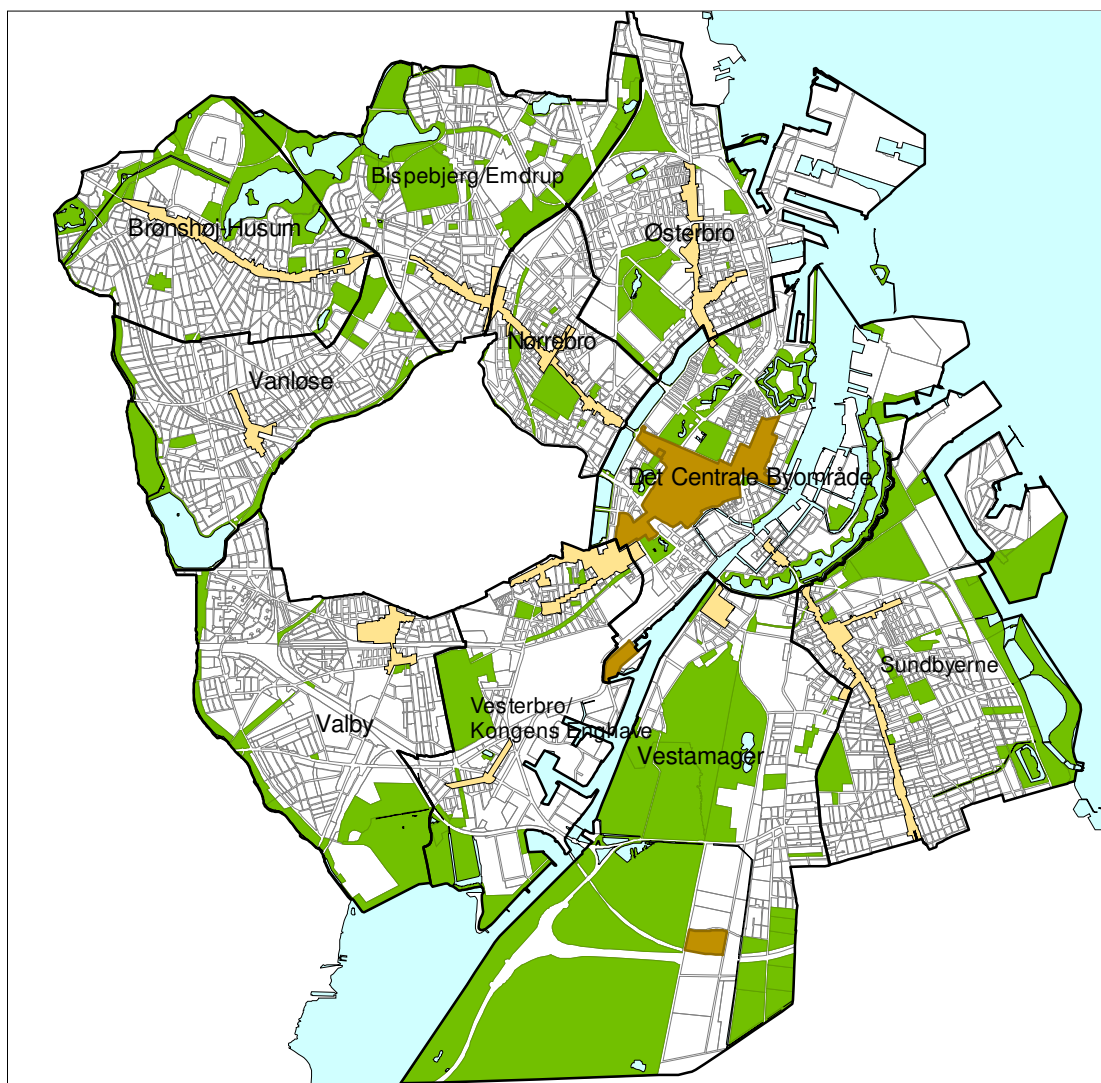 Bispebjerg/Emdrup
Brønshøj-Husum
Østerbro
Nørrebro
Vanløse
Det Centrale Byområde
Sundbyerne
Vesterbro/
Kongens Enghave
Valby
Vestamager